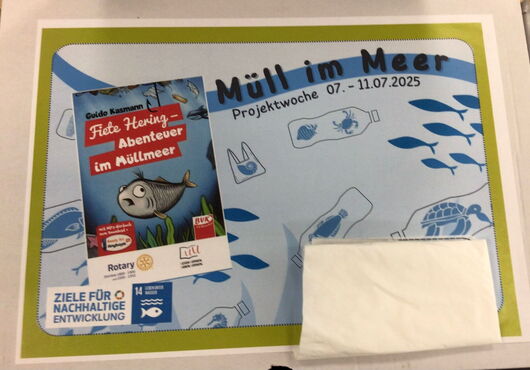 Müll im Meer
Projektwoche 07. - 11.07.2025
Guido Kasmann
Fiete Hering –
Abenteuer
im Müllmeer
BVK
Rotary
ZIELE FÜR
NACHHALTIGE
ENTWICKLUNG
14